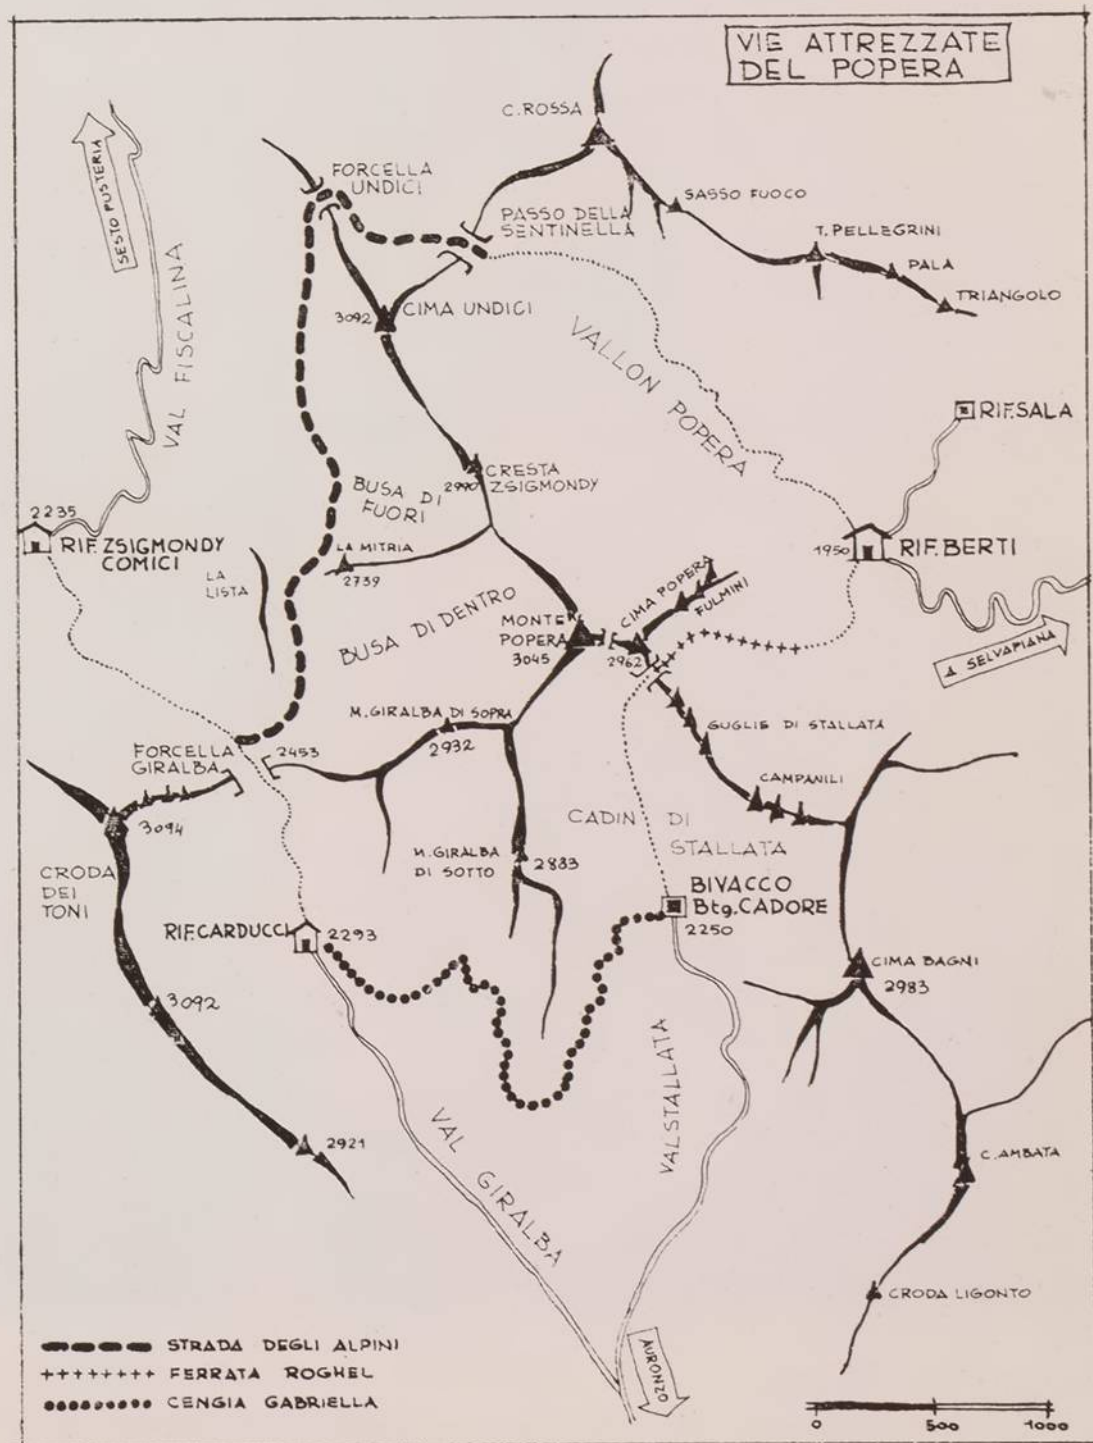 VIE ATTREZZATE
DEL POPERA
C. ROSSA
SESTO PUSTERIA
FORCELLA
UNDICI
SASSO FUOCO
PASSO DELLA
SENTINELLA
T. PELLEGRINI
PALA
TRIANGOLO
3092
CIMA UNDICI
VAL FISCALINA
VALLON POPERA
RIF. SALA
CRESTA
2990
ZSIGMONDY
BUSA DI
FUORI
2235
RIF. ZSIGMONDY
COMICI
LA MITRIA
2739
1950
RIF. BERTI
LA
LISTA
CIMA POPERA
FULMINI
BUSA DI DENTRO
MONTE
POPERA
3045
2962
SELVAPIANA
M. GIRALBA DI SOPRA
2932
GUGLIE DI STALLATA
FORCELLA
GIRALBA
2453
CAMPANILI
3094
CADIN DI
STALLATA
CRODA
DEI
TONI
M. GIRALBA
DI SOTTO
2883
BIVACCO
Btg. CADORE
2250
RIF. CARDUCCI
2293
CIMA BAGNI
2983
3092
VAL STALLATA
VAL GIRALBA
2921
C. AMBATA
CRODA LIGONTO
AURONZO
STRADA DEGLI ALPINI
FERRATA ROGHEL
CENGIA GABRIELLA
0 500 1000